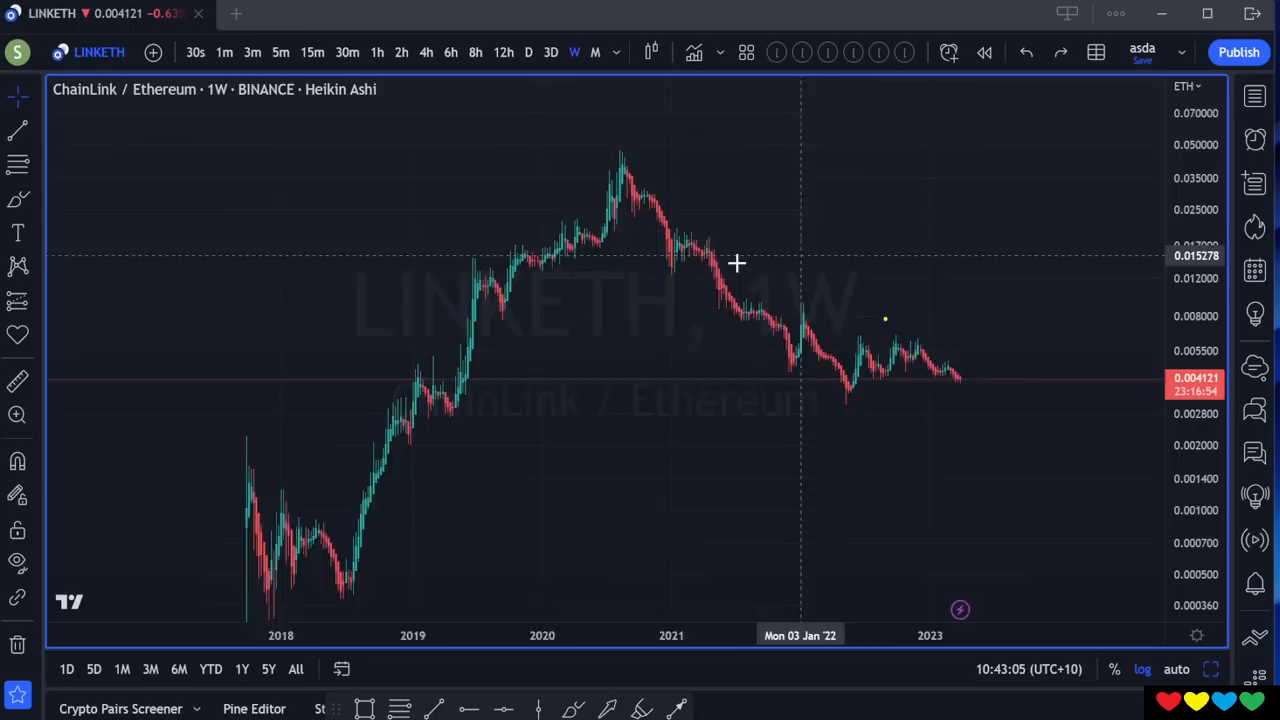 LINKETH ▼ 0.004121 −0.63%
S LINKETH 30s 1m 3m 5m 15m 30m 1h 2h 4h 6h 8h 12h D 3D W M asda Save Publish
ChainLink / Ethereum · 1W · BINANCE · Heikin Ashi
ETH
0.070000
0.050000
0.035000
0.025000
0.017000
0.015278
0.012000
0.008000
0.005500
0.004121
23:16:54
0.002800
0.002000
0.001400
0.001000
0.000700
0.000500
0.000360
LINKETH, 1W
ChainLink / Ethereum
2018 2019 2020 2021 Mon 03 Jan '22 2023
1D 5D 1M 3M 6M YTD 1Y 5Y All 10:43:05 (UTC+10) % log auto
Crypto Pairs Screener Pine Editor St